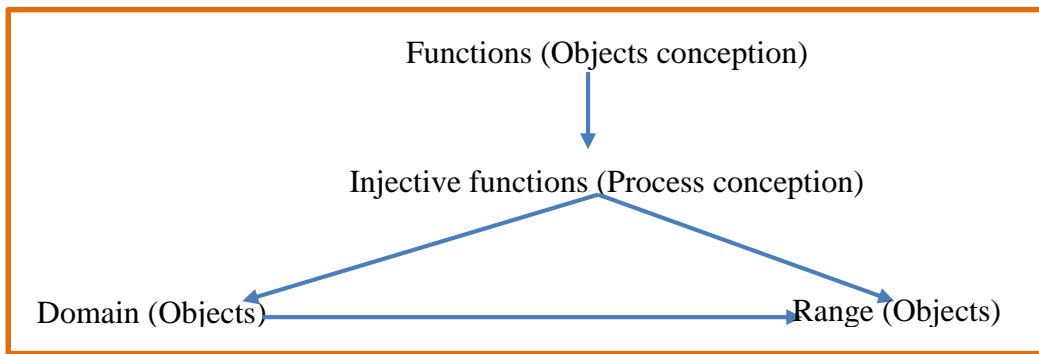 Functions (Objects conception)
Injective functions (Process conception)
Domain (Objects)
Range (Objects)